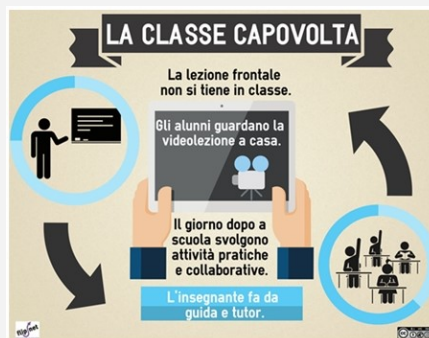 LA CLASSE CAPOVOLTA
La lezione frontale
non si tiene in classe.
Gli alunni guardano la
videolezione a casa.
Il giorno dopo a
scuola svolgono
attività pratiche
e collaborative.
L'insegnante fa da
guida e tutor.
flipnet